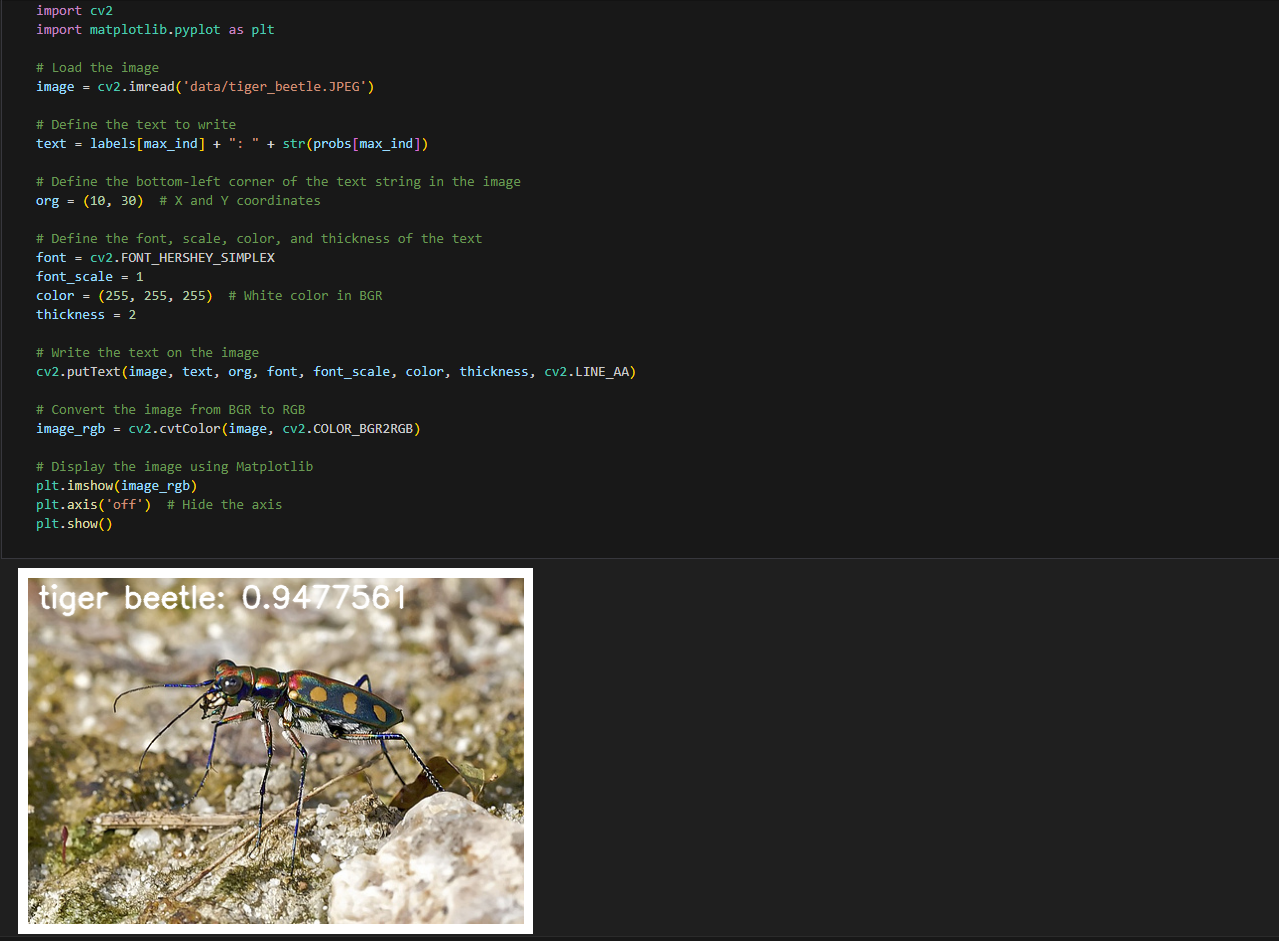 import cv2
import matplotlib.pyplot as plt
# Load the image
image = cv2.imread('data/tiger_beetle.JPEG')
# Define the text to write
text = labels[max_ind] + ": " + str(probs[max_ind])
# Define the bottom-left corner of the text string in the image
org = (10, 30)  # X and Y coordinates
# Define the font, scale, color, and thickness of the text
font = cv2.FONT_HERSHEY_SIMPLEX
font_scale = 1
color = (255, 255, 255)  # White color in BGR
thickness = 2
# Write the text on the image
cv2.putText(image, text, org, font, font_scale, color, thickness, cv2.LINE_AA)
# Convert the image from BGR to RGB
image_rgb = cv2.cvtColor(image, cv2.COLOR_BGR2RGB)
# Display the image using Matplotlib
plt.imshow(image_rgb)
plt.axis('off')  # Hide the axis
plt.show()
tiger beetle: 0.9477561